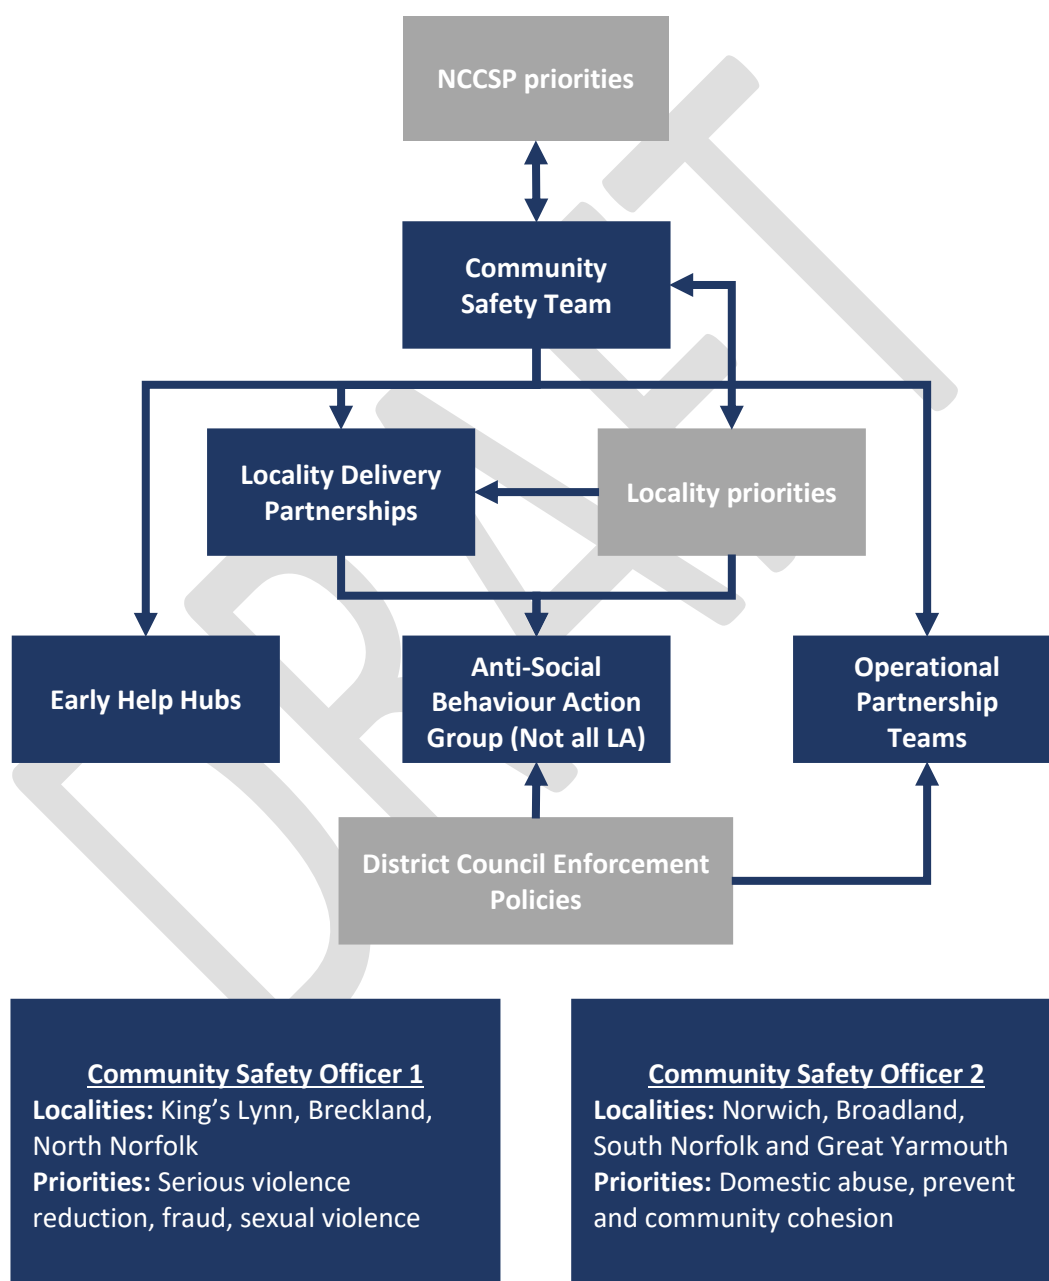 NCCSP priorities
Community
Safety Team
Locality Delivery
Partnerships
Locality priorities
Early Help Hubs
Anti-Social
Behaviour Action
Group (Not all LA)
Operational
Partnership
Teams
District Council Enforcement
Policies
Community Safety Officer 1
Localities: King’s Lynn, Breckland,
North Norfolk
Priorities: Serious violence
reduction, fraud, sexual violence
Community Safety Officer 2
Localities: Norwich, Broadland,
South Norfolk and Great Yarmouth
Priorities: Domestic abuse, prevent
and community cohesion
DRAFT